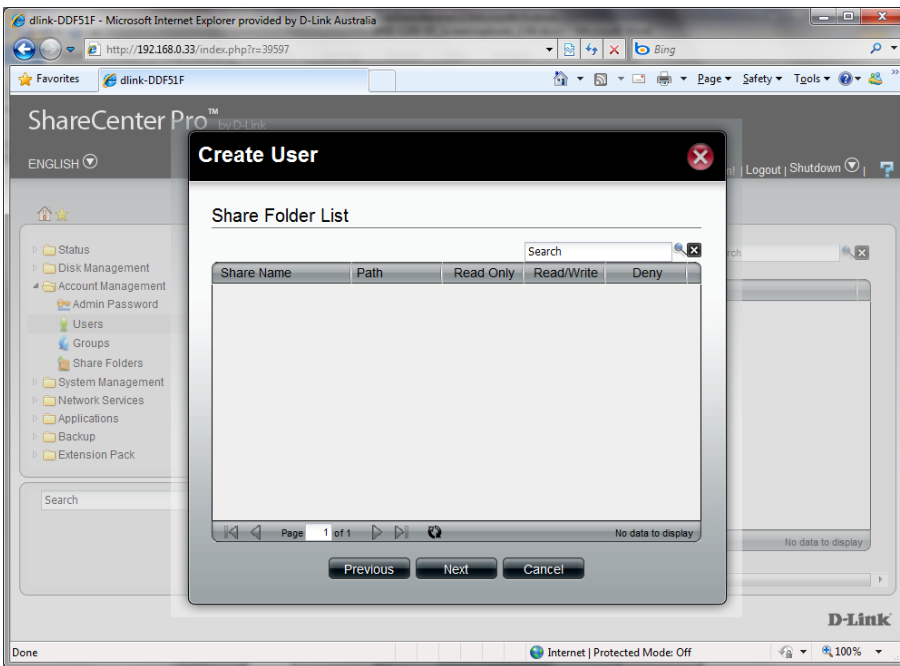 dlink-DDF51F - Microsoft Internet Explorer provided by D-Link Australia
http://192.168.0.33/index.php?r=39597
Bing
Favorites
dlink-DDF51F
Page
Safety
Tools
ShareCenter Pro™
by D-Link
ENGLISH
| Logout | Shutdown |
Create User
Share Folder List
Search
Share Name Path Read Only Read/Write Deny
Status
Disk Management
Account Management
Admin Password
Users
Groups
Share Folders
System Management
Network Services
Applications
Backup
Extension Pack
Search
Page 1 of 1
No data to display
No data to display
Previous Next Cancel
D-Link
Done
Internet | Protected Mode: Off
100%